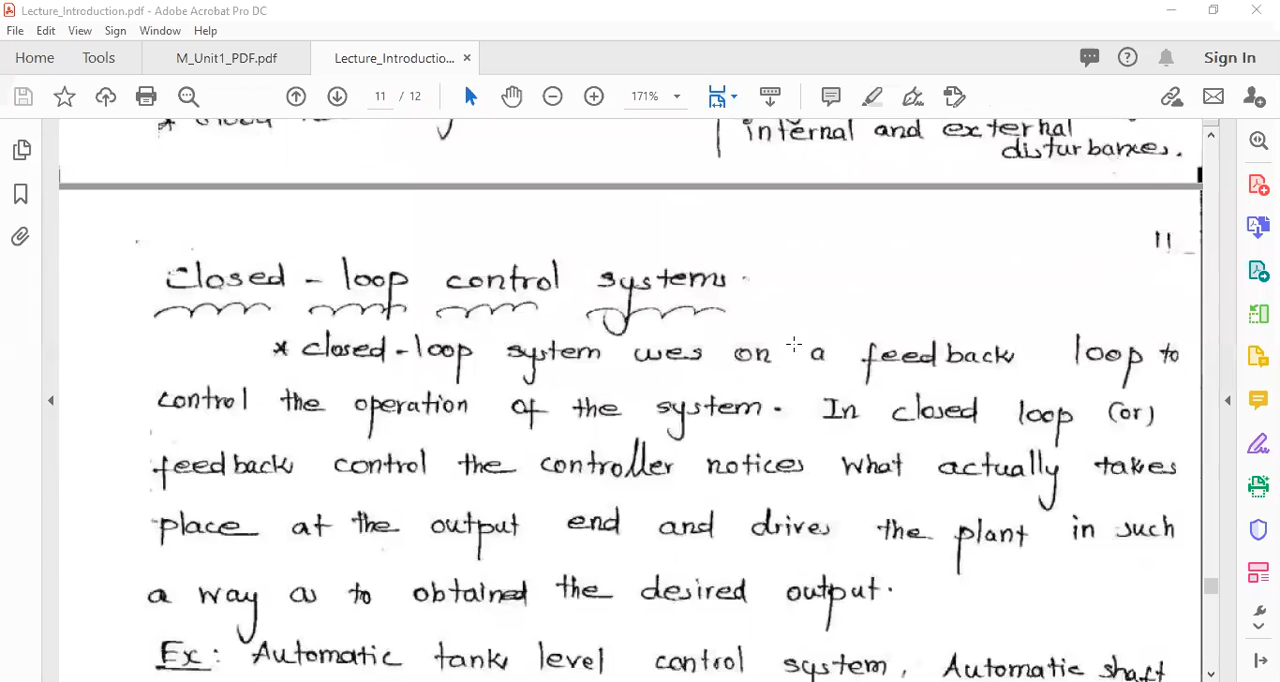 Lecture_Introduction.pdf - Adobe Acrobat Pro DC
File Edit View Sign Window Help
Home Tools M_Unit1_PDF.pdf Lecture_Introductio... × Sign In
11 / 12 171%
internal and external
disturbances.
11
Closed - loop control systems.
* closed - loop system uses on a feedback loop to
control the operation of the system. In closed loop (or)
feedback control the controller notices what actually takes
place at the output end and drives the plant in such
a way as to obtained the desired output.
Ex: Automatic tank level control system, Automatic shaft